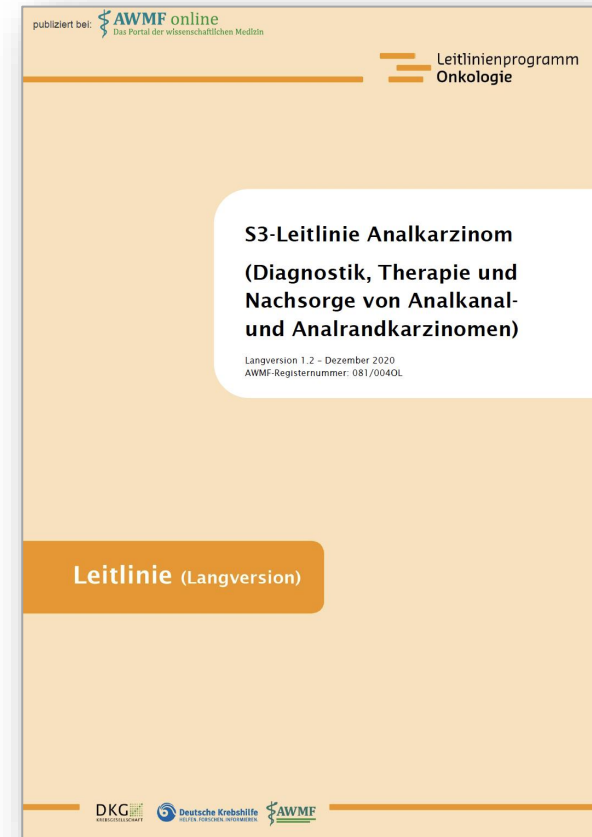 publiziert bei:
AWMF online
Das Portal der wissenschaftlichen Medizin
Leitlinienprogramm
Onkologie
S3-Leitlinie Analkarzinom
(Diagnostik, Therapie und
Nachsorge von Analkanal-
und Analrandkarzinomen)
Langversion 1.2 – Dezember 2020
AWMF-Registernummer: 081/004OL
Leitlinie (Langversion)
DKG
KREBSGESELLSCHAFT
Deutsche Krebshilfe
HELFEN. FORSCHEN. INFORMIEREN.
AWMF